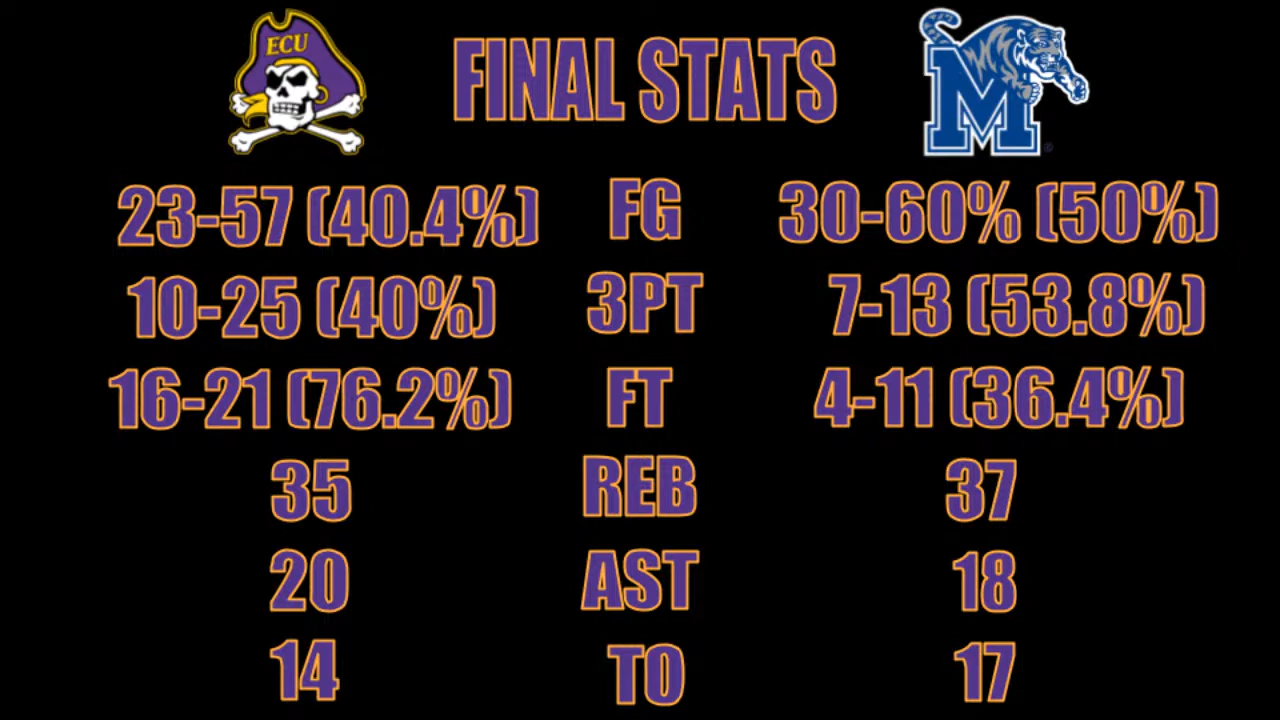 ECU FINAL STATS M
23-57 (40.4%) FG 30-60% (50%)
10-25 (40%) 3PT 7-13 (53.8%)
16-21 (76.2%) FT 4-11 (36.4%)
35 REB 37
20 AST 18
14 TO 17